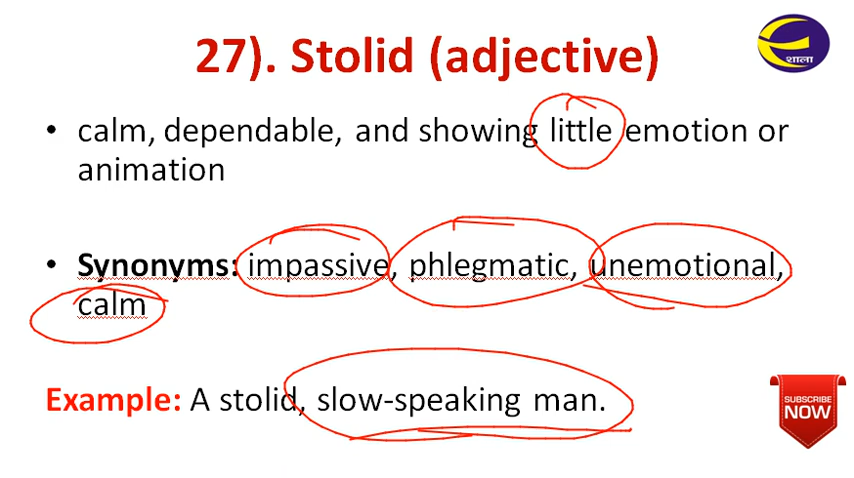 27). Stolid (adjective)
शाला
• calm, dependable, and showing little emotion or
animation
• Synonyms: impassive, phlegmatic, unemotional,
calm
Example: A stolid, slow-speaking man.
SUBSCRIBE
NOW